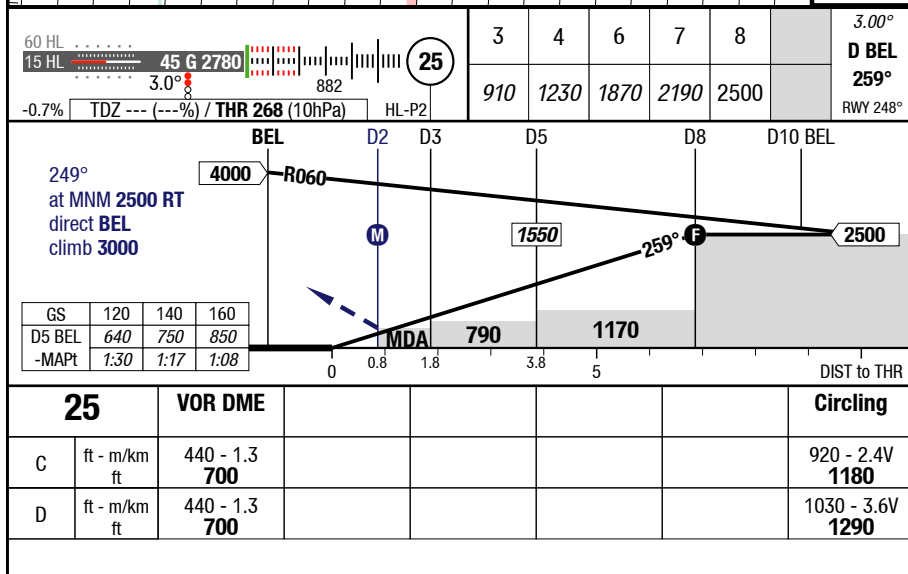 60 HL
15 HL 45 G 2780
3.0° 882
25
-0.7% TDZ --- (---%) / THR 268 (10hPa) HL-P2
3 4 6 7 8
910 1230 1870 2190 2500
3.00°
D BEL
259°
RWY 248°
BEL D2 D3 D5 D8 D10 BEL
249°
at MNM 2500 RT
direct BEL
climb 3000
4000 R060
M 1550 259° F 2500
MDA 790 1170
GS 120 140 160
D5 BEL 640 750 850
-MAPt 1:30 1:17 1:08
0 0.8 1.8 3.8 5 DIST to THR
25 VOR DME Circling
C ft - m/km 440 - 1.3 920 - 2.4V
ft 700 1180
D ft - m/km 440 - 1.3 1030 - 3.6V
ft 700 1290